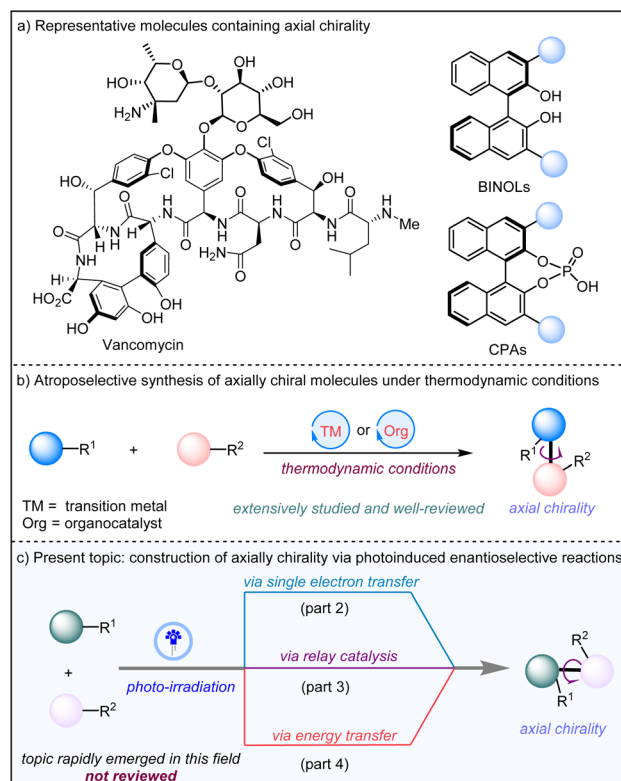 a) Representative molecules containing axial chirality
HO
H2N
O
O
HO
OH
OH
O
O
OH
O
Cl
O
O
Cl
HO
OH
O
N
H
H
N
O
N
H
H
N
O
N
H
H
N
Me
O
O
O
O
H
NH
H
HO2C
H2N
O
OH
OH
HO
Vancomycin
OH
OH
BINOLs
O
O
P
O
OH
CPAs
b) Atroposelective synthesis of axially chiral molecules under thermodynamic conditions
R1
+
R2
TM or Org
thermodynamic conditions
R1
R2
TM = transition metal
Org = organocatalyst
extensively studied and well-reviewed
axial chirality
c) Present topic: construction of axially chirality via photoinduced enantioselective reactions
via single electron transfer
(part 2)
R1
+
R2
photo-irradiation
via relay catalysis
(part 3)
R2
R1
axial chirality
via energy transfer
(part 4)
topic rapidly emerged in this field
not reviewed